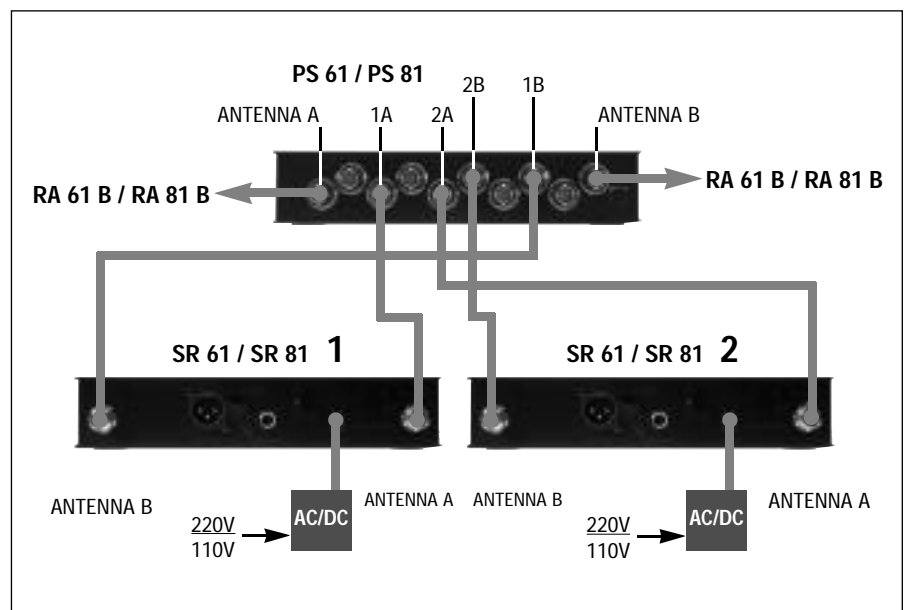 PS 61 / PS 81
2B
1B
ANTENNA A
1A
2A
ANTENNA B
RA 61 B / RA 81 B
RA 61 B / RA 81 B
SR 61 / SR 81 1
SR 61 / SR 81 2
ANTENNA B
ANTENNA A
ANTENNA B
ANTENNA A
220V
110V
AC/DC
220V
110V
AC/DC